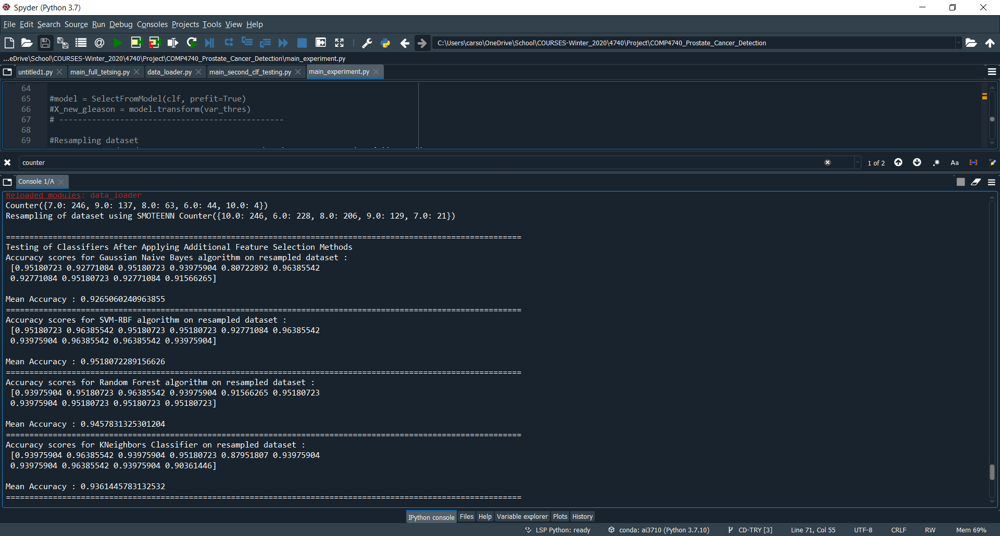 Spyder (Python 3.7)
File Edit Search Source Run Debug Consoles Projects Tools View Help
C:\Users\carso\OneDrive\School\COURSES-Winter_2020\4740\Project\COMP4740_Prostate_Cancer_Detection
...eDrive\School\COURSES-Winter_2020\4740\Project\COMP4740_Prostate_Cancer_Detection\main_experiment.py
untitled1.py main_full_tetsing.py data_loader.py main_second_clf_testing.py main_experiment.py
64
65 #model = SelectFromModel(clf, prefit=True)
66 #X_new_gleason = model.transform(var_thres)
67 # ------------------------------------------------
68
69 #Resampling dataset
counter 1 of 2 .* Aa
Console 1/A
Reloaded modules: data_loader
Counter({7.0: 246, 9.0: 137, 8.0: 63, 6.0: 44, 10.0: 4})
Resampling of dataset using SMOTEENN Counter({10.0: 246, 6.0: 228, 8.0: 206, 9.0: 129, 7.0: 21})
==============================================================================================================
Testing of Classifiers After Applying Additional Feature Selection Methods
Accuracy scores for Gaussian Naive Bayes algorithm on resampled dataset :
[0.95180723 0.92771084 0.95180723 0.93975904 0.80722892 0.96385542
0.92771084 0.95180723 0.92771084 0.91566265]
Mean Accuracy : 0.9265060240963855
==============================================================================================================
Accuracy scores for SVM-RBF algorithm on resampled dataset :
[0.95180723 0.96385542 0.95180723 0.95180723 0.92771084 0.96385542
0.93975904 0.96385542 0.96385542 0.93975904]
Mean Accuracy : 0.9518072289156626
==============================================================================================================
Accuracy scores for Random Forest algorithm on resampled dataset :
[0.93975904 0.95180723 0.96385542 0.93975904 0.91566265 0.95180723
0.93975904 0.95180723 0.95180723 0.95180723]
Mean Accuracy : 0.9457831325301204
==============================================================================================================
Accuracy scores for KNeighbors Classifier on resampled dataset :
[0.93975904 0.96385542 0.93975904 0.95180723 0.87951807 0.93975904
0.93975904 0.96385542 0.93975904 0.90361446]
Mean Accuracy : 0.9361445783132532
==============================================================================================================
IPython console Files Help Variable explorer Plots History
LSP Python: ready conda: ai3710 (Python 3.7.10) CD-TRY [3] Line 71, Col 55 UTF-8 CRLF RW Mem 69%